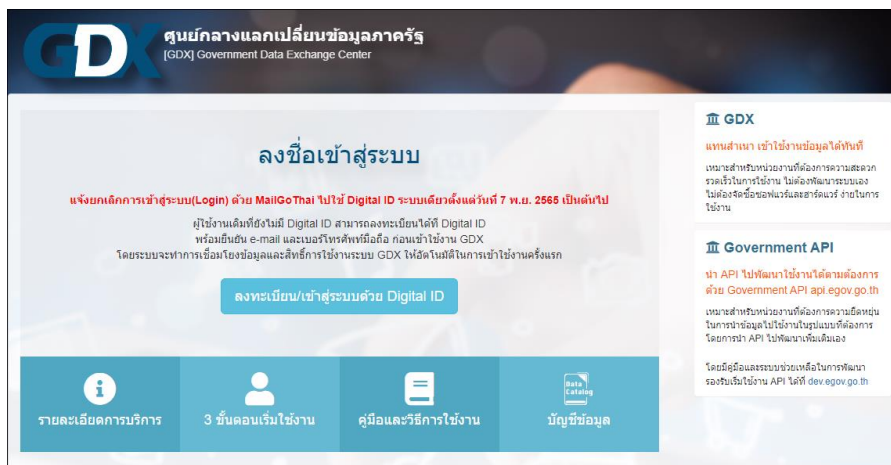 GDX
ศูนย์กลางแลกเปลี่ยนข้อมูลภาครัฐ
[GDX] Government Data Exchange Center
ลงชื่อเข้าสู่ระบบ
แจ้งยกเลิกการเข้าสู่ระบบ(Login) ด้วย MailGoThai ไปใช้ Digital ID ระบบเดียวตั้งแต่วันที่ 7 พ.ย. 2565 เป็นต้นไป
ผู้ใช้งานเดิมที่ยังไม่มี Digital ID สามารถลงทะเบียนได้ที่ Digital ID
พร้อมยืนยัน e-mail และเบอร์โทรศัพท์มือถือ ก่อนเข้าใช้งาน GDX
โดยระบบจะทำการเชื่อมโยงข้อมูลและสิทธิ์การใช้งานระบบ GDX ให้อัตโนมัติในการเข้าใช้งานครั้งแรก
ลงทะเบียน/เข้าสู่ระบบด้วย Digital ID
รายละเอียดการบริการ
3 ขั้นตอนเริ่มใช้งาน
คู่มือและวิธีการใช้งาน
Data
Catalog
บัญชีข้อมูล
GDX
แทนสำเนา เข้าใช้งานข้อมูลได้ทันที
เหมาะสำหรับหน่วยงานที่ต้องการความสะดวก
รวดเร็วในการใช้งาน ไม่ต้องพัฒนาระบบเอง
ไม่ต้องจัดซื้อซอฟแวร์และฮาร์ดแวร์ ง่ายในการ
ใช้งาน
Government API
นำ API ไปพัฒนาใช้งานได้ตามต้องการ
ด้วย Government API api.egov.go.th
เหมาะสำหรับหน่วยงานที่ต้องการความยืดหยุ่น
ในการนำข้อมูลไปใช้งานในรูปแบบที่ต้องการ
โดยการนำ API ไปพัฒนาเพิ่มเติมเอง
โดยมีคู่มือและระบบช่วยเหลือในการพัฒนา
รองรับเริ่มใช้งาน API ได้ที่ dev.egov.go.th